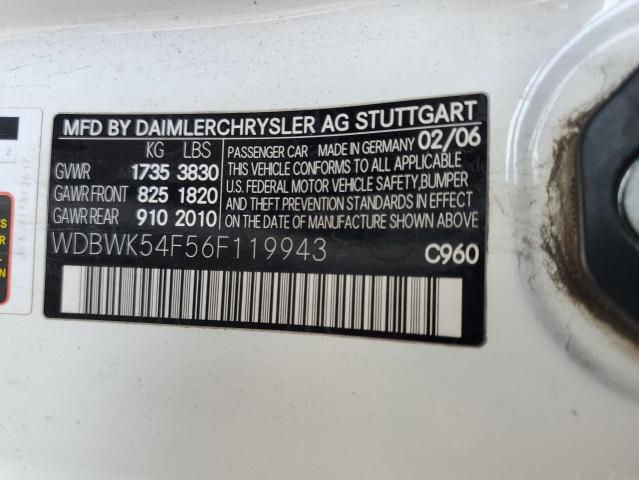 MFD BY DAIMLERCHRYSLER AG STUTTGART
KG LBS
GVWR 1735 3830
GAWR FRONT 825 1820
GAWR REAR 910 2010
PASSENGER CAR MADE IN GERMANY 02/06
THIS VEHICLE CONFORMS TO ALL APPLICABLE
U.S. FEDERAL MOTOR VEHICLE SAFETY, BUMPER
AND THEFT PREVENTION STANDARDS
IN EFFECT ON THE DATE OF
MANUFACTURE SHOWN ABOVE.
WDBWK54F56F119943
C960
2